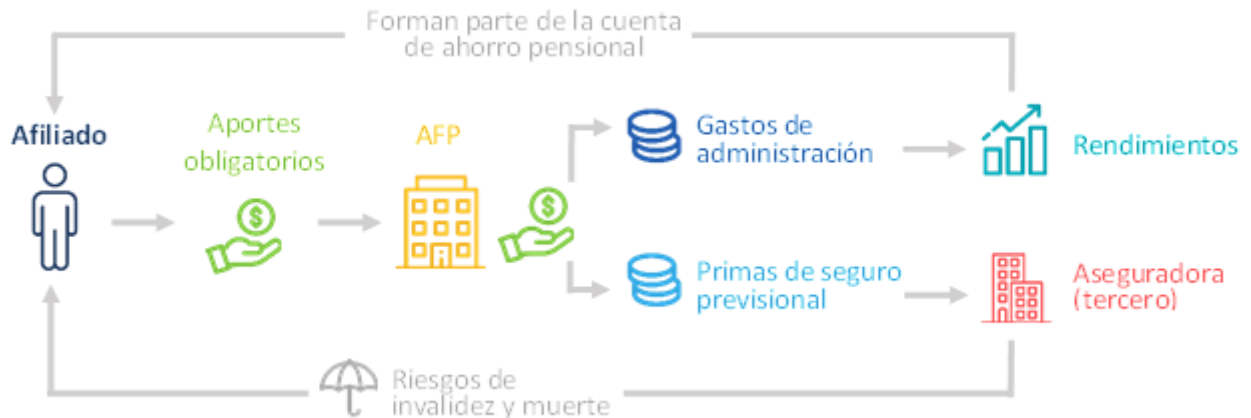 Forman parte de la cuenta
de ahorro pensional
Afiliado
Aportes
obligatorios
AFP
$
$
Gastos de
administración
Rendimientos
Primas de seguro
previsional
Aseguradora
(tercero)
Riesgos de
invalidez y muerte